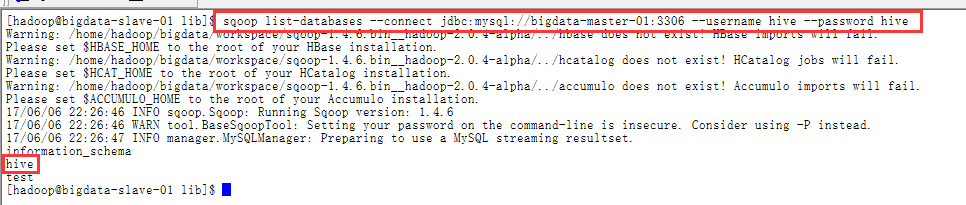 [hadoop@bigdata-slave-01 lib]$ sqoop list-databases --connect jdbc:mysql://bigdata-master-01:3306 --username hive --password hive
Warning: /home/hadoop/bigdata/workspace/sqoop-1.4.6.bin__hadoop-2.0.4-alpha/../hbase does not exist! HBase imports will fail.
Please set $HBASE_HOME to the root of your HBase installation.
Warning: /home/hadoop/bigdata/workspace/sqoop-1.4.6.bin__hadoop-2.0.4-alpha/../hcatalog does not exist! HCatalog jobs will fail.
Please set $HCAT_HOME to the root of your HCatalog installation.
Warning: /home/hadoop/bigdata/workspace/sqoop-1.4.6.bin__hadoop-2.0.4-alpha/../accumulo does not exist! Accumulo imports will fail.
Please set $ACCUMULO_HOME to the root of your Accumulo installation.
17/06/06 22:26:46 INFO sqoop.Sqoop: Running Sqoop version: 1.4.6
17/06/06 22:26:46 WARN tool.BaseSqoopTool: Setting your password on the command-line is insecure. Consider using -P instead.
17/06/06 22:26:47 INFO manager.MySQLManager: Preparing to use a MySQL streaming resultset.
information_schema
hive
test
[hadoop@bigdata-slave-01 lib]$